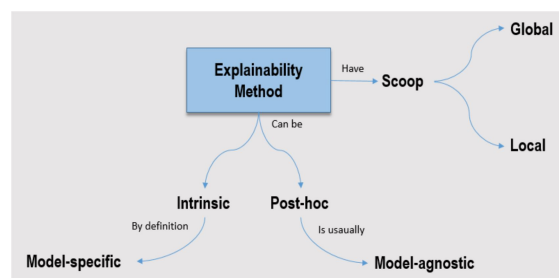 Global
Explainability
Method
Have
Scoop
Can be
Local
Intrinsic
Post-hoc
By definition
Is usaually
Model-specific
Model-agnostic